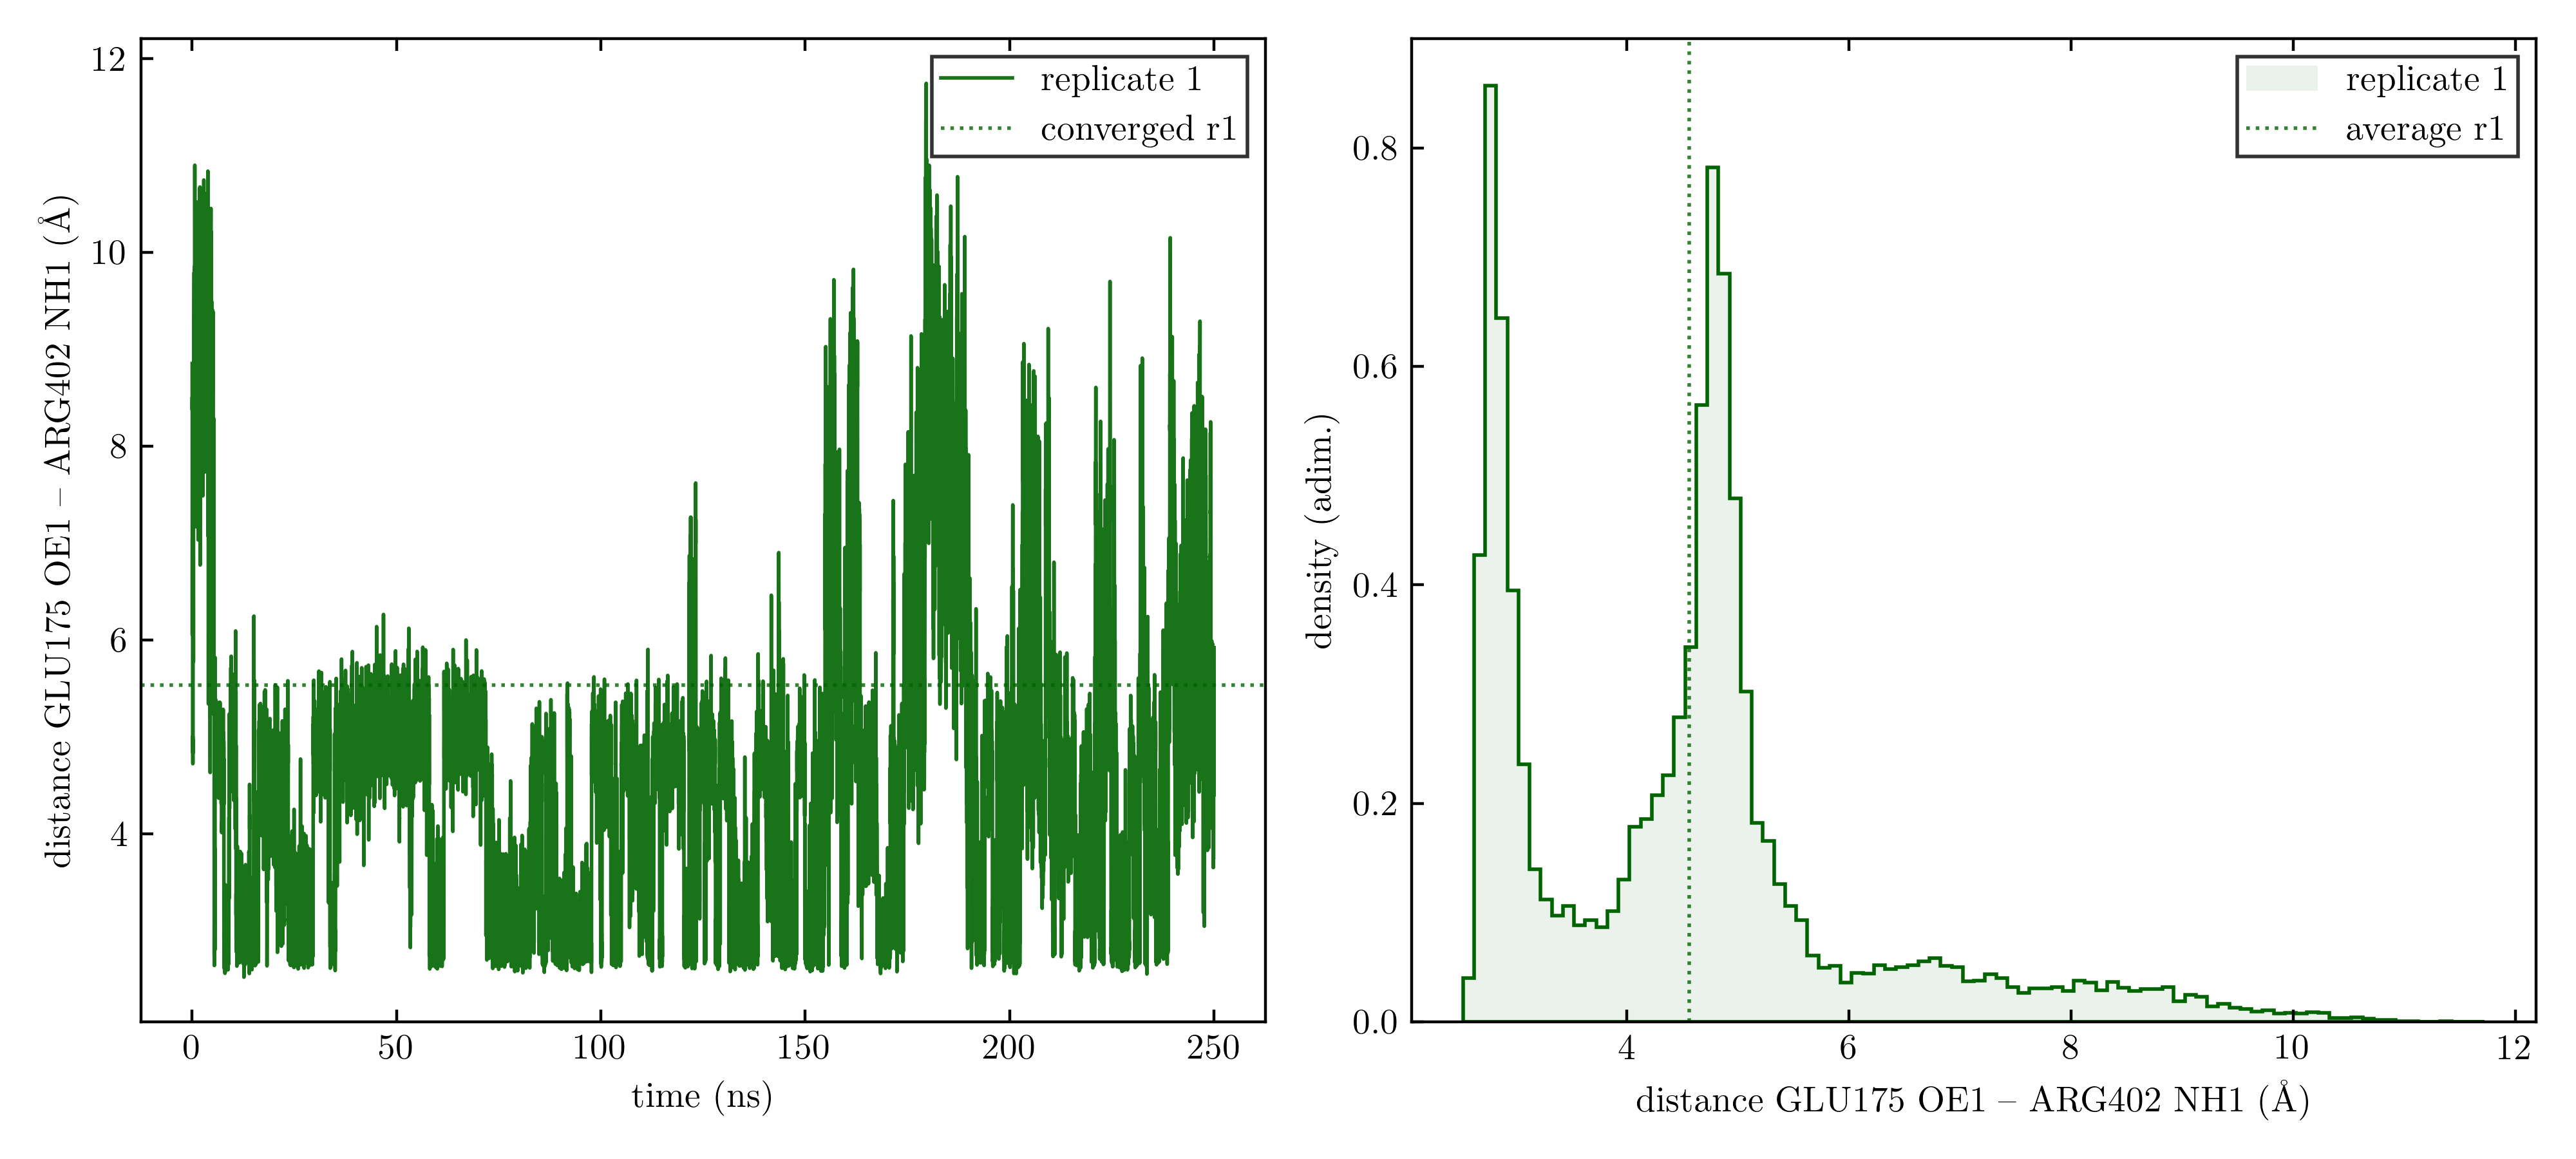 distance GLU175 OE1 – ARG402 NH1 (Å)
12
10
8
6
4
replicate 1
converged r1
0
50
100
150
200
250
time (ns)
density (adim.)
0.8
0.6
0.4
0.2
0.0
replicate 1
average r1
4
6
8
10
12
distance GLU175 OE1 – ARG402 NH1 (Å)